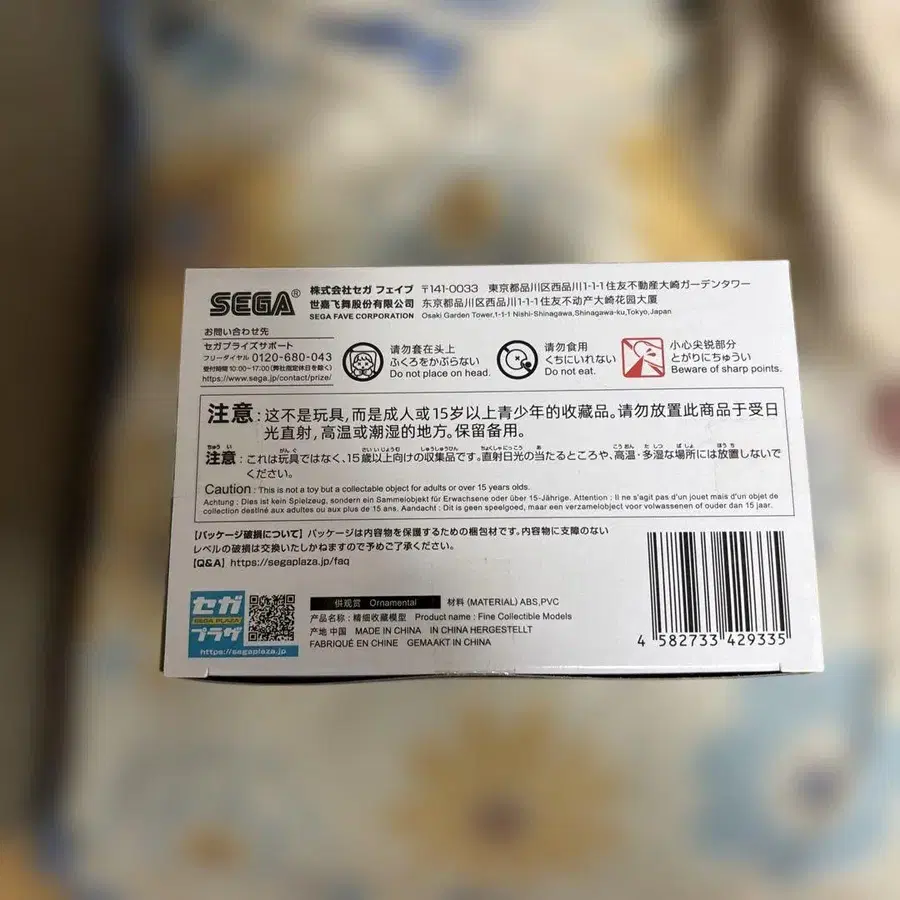 SEGA®
株式会社セガ フェイブ 〒141-0033 東京都品川区西品川1-1-1住友不動産大崎ガーデンタワー
世嘉飞舞股份有限公司 东京都品川区西品川1-1-1住友不动产大崎花园大厦
SEGA FAVE CORPORATION Osaki Garden Tower,1-1-1 Nishi-Shinagawa,Shinagawa-ku,Tokyo,Japan
お問い合わせ先
セガプライズサポート
フリーダイヤル 0120-680-043
受付時間10:00~17:00(弊社指定休日を除く)
https://www.sega.jp/contact/prize/
请勿套在头上
ふくろをかぶらない
Do not place on head.
请勿食用
くちにいれない
Do not eat.
小心尖锐部分
とがりにちゅうい
Beware of sharp points.
注意:这不是玩具,而是成人或15岁以上青少年的收藏品。请勿放置此商品于受日
光直射,高温或潮湿的地方。保留备用。
注意:これは玩具ではなく、15歳以上向けの収集品です。直射日光の当たるところや、高温・多湿な場所には放置しないで
ください。
Caution : This is not a toy but a collectable object for adults or over 15 years old.
Achtung : Dies ist kein Spielzeug, sondern ein Sammelobjekt für Erwachsene oder über 15-Jährige. Attention : Il ne s'agit pas d'un jouet mais d'un objet de
collection destiné aux adultes ou aux plus de 15 ans. Aandacht : Dit is geen speelgoed, maar een verzamelobject voor volwassenen of ouder dan 15 jaar.
【パッケージ破損について】パッケージは内容物を保護するための梱包材です。内容物に支障のない
レベルの破損は交換いたしかねますので予めご了承ください。
【Q&A】https://segaplaza.jp/faq
セガ
SEGA PLAZA
プラザ
https://segaplaza.jp
供观赏 Ornamental 材料 (MATERIAL) ABS,PVC
产品名称 : 精细收藏模型 Product name : Fine Collectible Models
产地 中国 MADE IN CHINA IN CHINA HERGESTELLT
FABRIQUÉ EN CHINE GEMAAKT IN CHINA
4 582733 429335